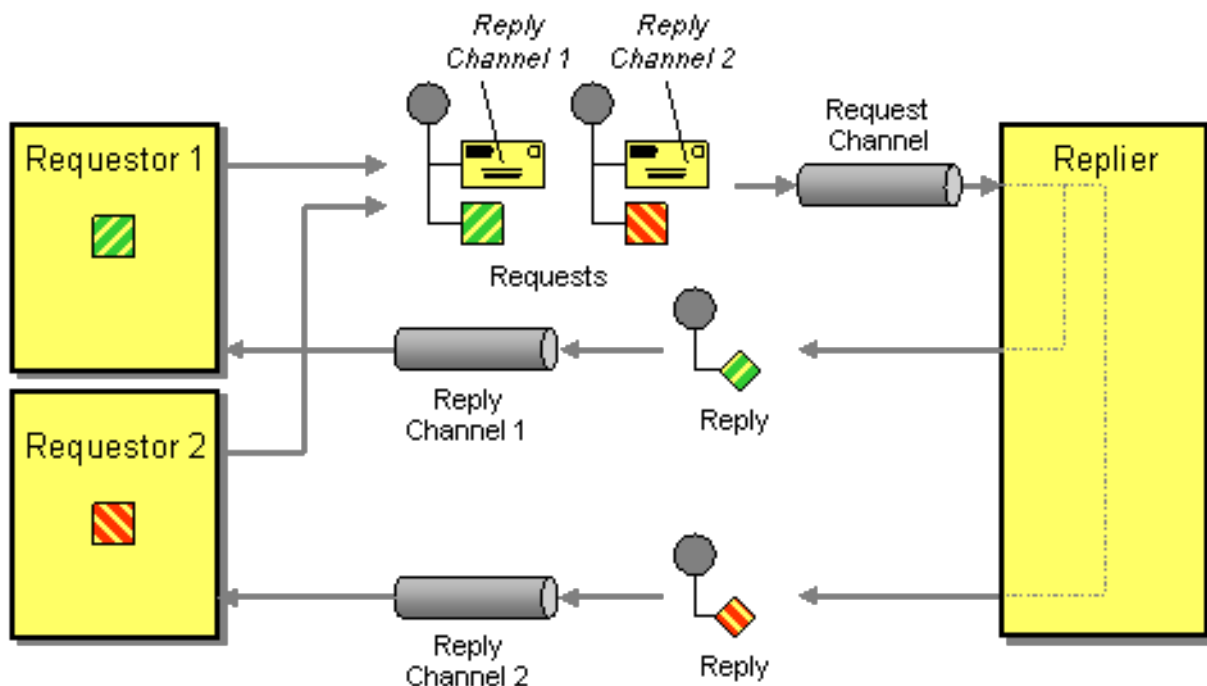 Reply
Channel 1
Reply
Channel 2
Requestor 1
Request
Channel
Replier
Requests
Reply
Channel 1
Reply
Requestor 2
Reply
Channel 2
Reply